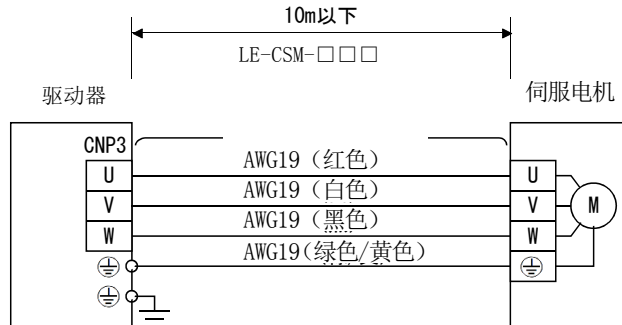 10m以下
LE-CSM-□□□
驱动器
伺服电机
CNP3
AWG19（红色）
U
U
AWG19（白色）
V
V
M
AWG19（黑色）
W
W
AWG19(绿色/黄色）